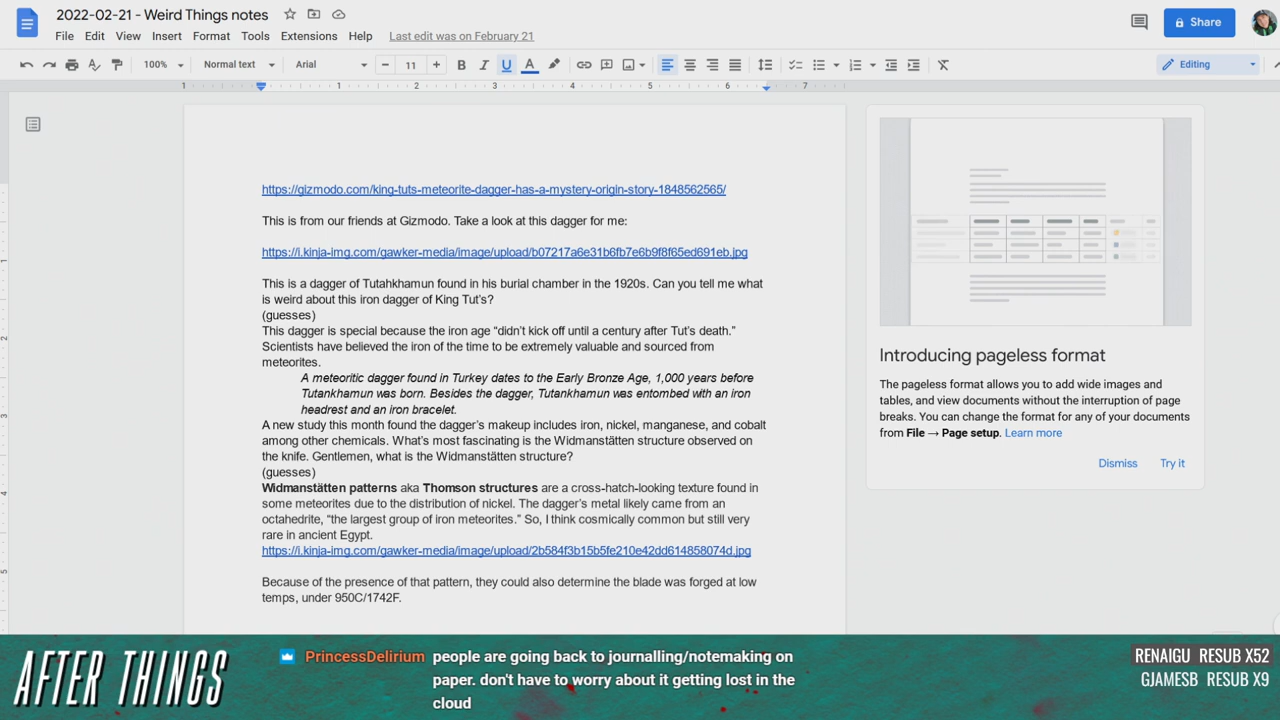 2022-02-21 - Weird Things notes
File Edit View Insert Format Tools Extensions Help Last edit was on February 21
Share
100% Normal text Arial 11 B I U A Editing
1 1 2 3 4 5 6 7
https://gizmodo.com/king-tuts-meteorite-dagger-has-a-mystery-origin-story-1848562565/
This is from our friends at Gizmodo. Take a look at this dagger for me:
https://i.kinja-img.com/gawker-media/image/upload/b07217a6e31b6fb7e6b9f8f65ed691eb.jpg
This is a dagger of Tutahkhamun found in his burial chamber in the 1920s. Can you tell me what
is weird about this iron dagger of King Tut's?
(guesses)
This dagger is special because the iron age “didn't kick off until a century after Tut's death.”
Scientists have believed the iron of the time to be extremely valuable and sourced from
meteorites.
A meteoritic dagger found in Turkey dates to the Early Bronze Age, 1,000 years before
Tutankhamun was born. Besides the dagger, Tutankhamun was entombed with an iron
headrest and an iron bracelet.
A new study this month found the dagger's makeup includes iron, nickel, manganese, and cobalt
among other chemicals. What's most fascinating is the Widmanstätten structure observed on
the knife. Gentlemen, what is the Widmanstätten structure?
(guesses)
Widmanstätten patterns aka Thomson structures are a cross-hatch-looking texture found in
some meteorites due to the distribution of nickel. The dagger's metal likely came from an
octahedrite, “the largest group of iron meteorites.” So, I think cosmically common but still very
rare in ancient Egypt.
https://i.kinja-img.com/gawker-media/image/upload/2b584f3b15b5fe210e42dd614858074d.jpg
Because of the presence of that pattern, they could also determine the blade was forged at low
temps, under 950C/1742F.
Introducing pageless format
The pageless format allows you to add wide images and
tables, and view documents without the interruption of page
breaks. You can change the format for any of your documents
from File → Page setup. Learn more
Dismiss Try it
1
2
3
4
5
AFTER THINGS
PrincessDelirium people are going back to journalling/notemaking on
paper. don't have to worry about it getting lost in the
cloud
RENAIGU RESUB X52
GJAMESB RESUB X9